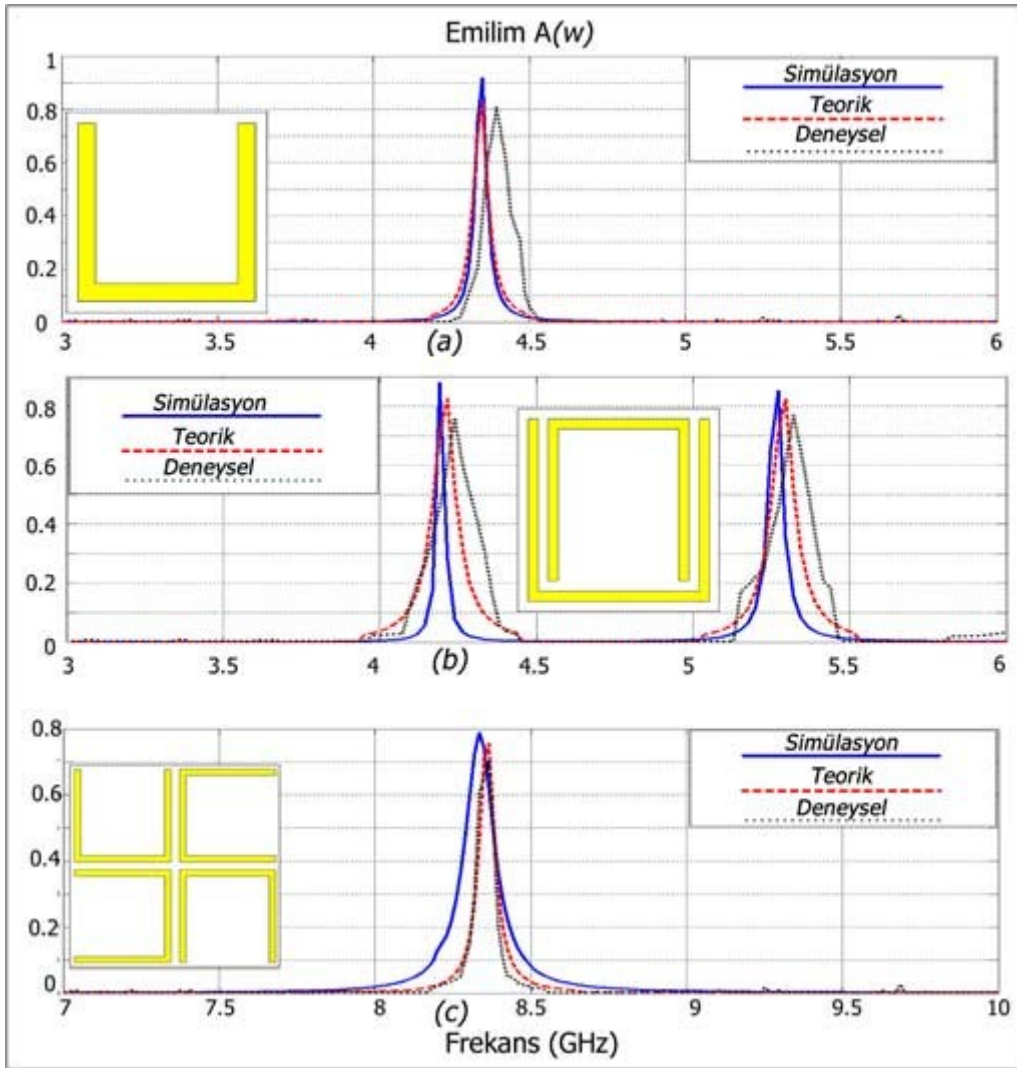 Emilim A(w)
1
0.8
0.6
0.4
0.2
0
Simülasyon
Teorik
Deneysel
3 3.5 4 4.5 5 5.5 6
(a)
0.8
0.6
0.4
0.2
0
Simülasyon
Teorik
Deneysel
3 3.5 4 4.5 5 5.5 6
(b)
0.8
0.6
0.4
0.2
0
Simülasyon
Teorik
Deneysel
7 7.5 8 8.5 9 9.5 10
(c)
Frekans (GHz)